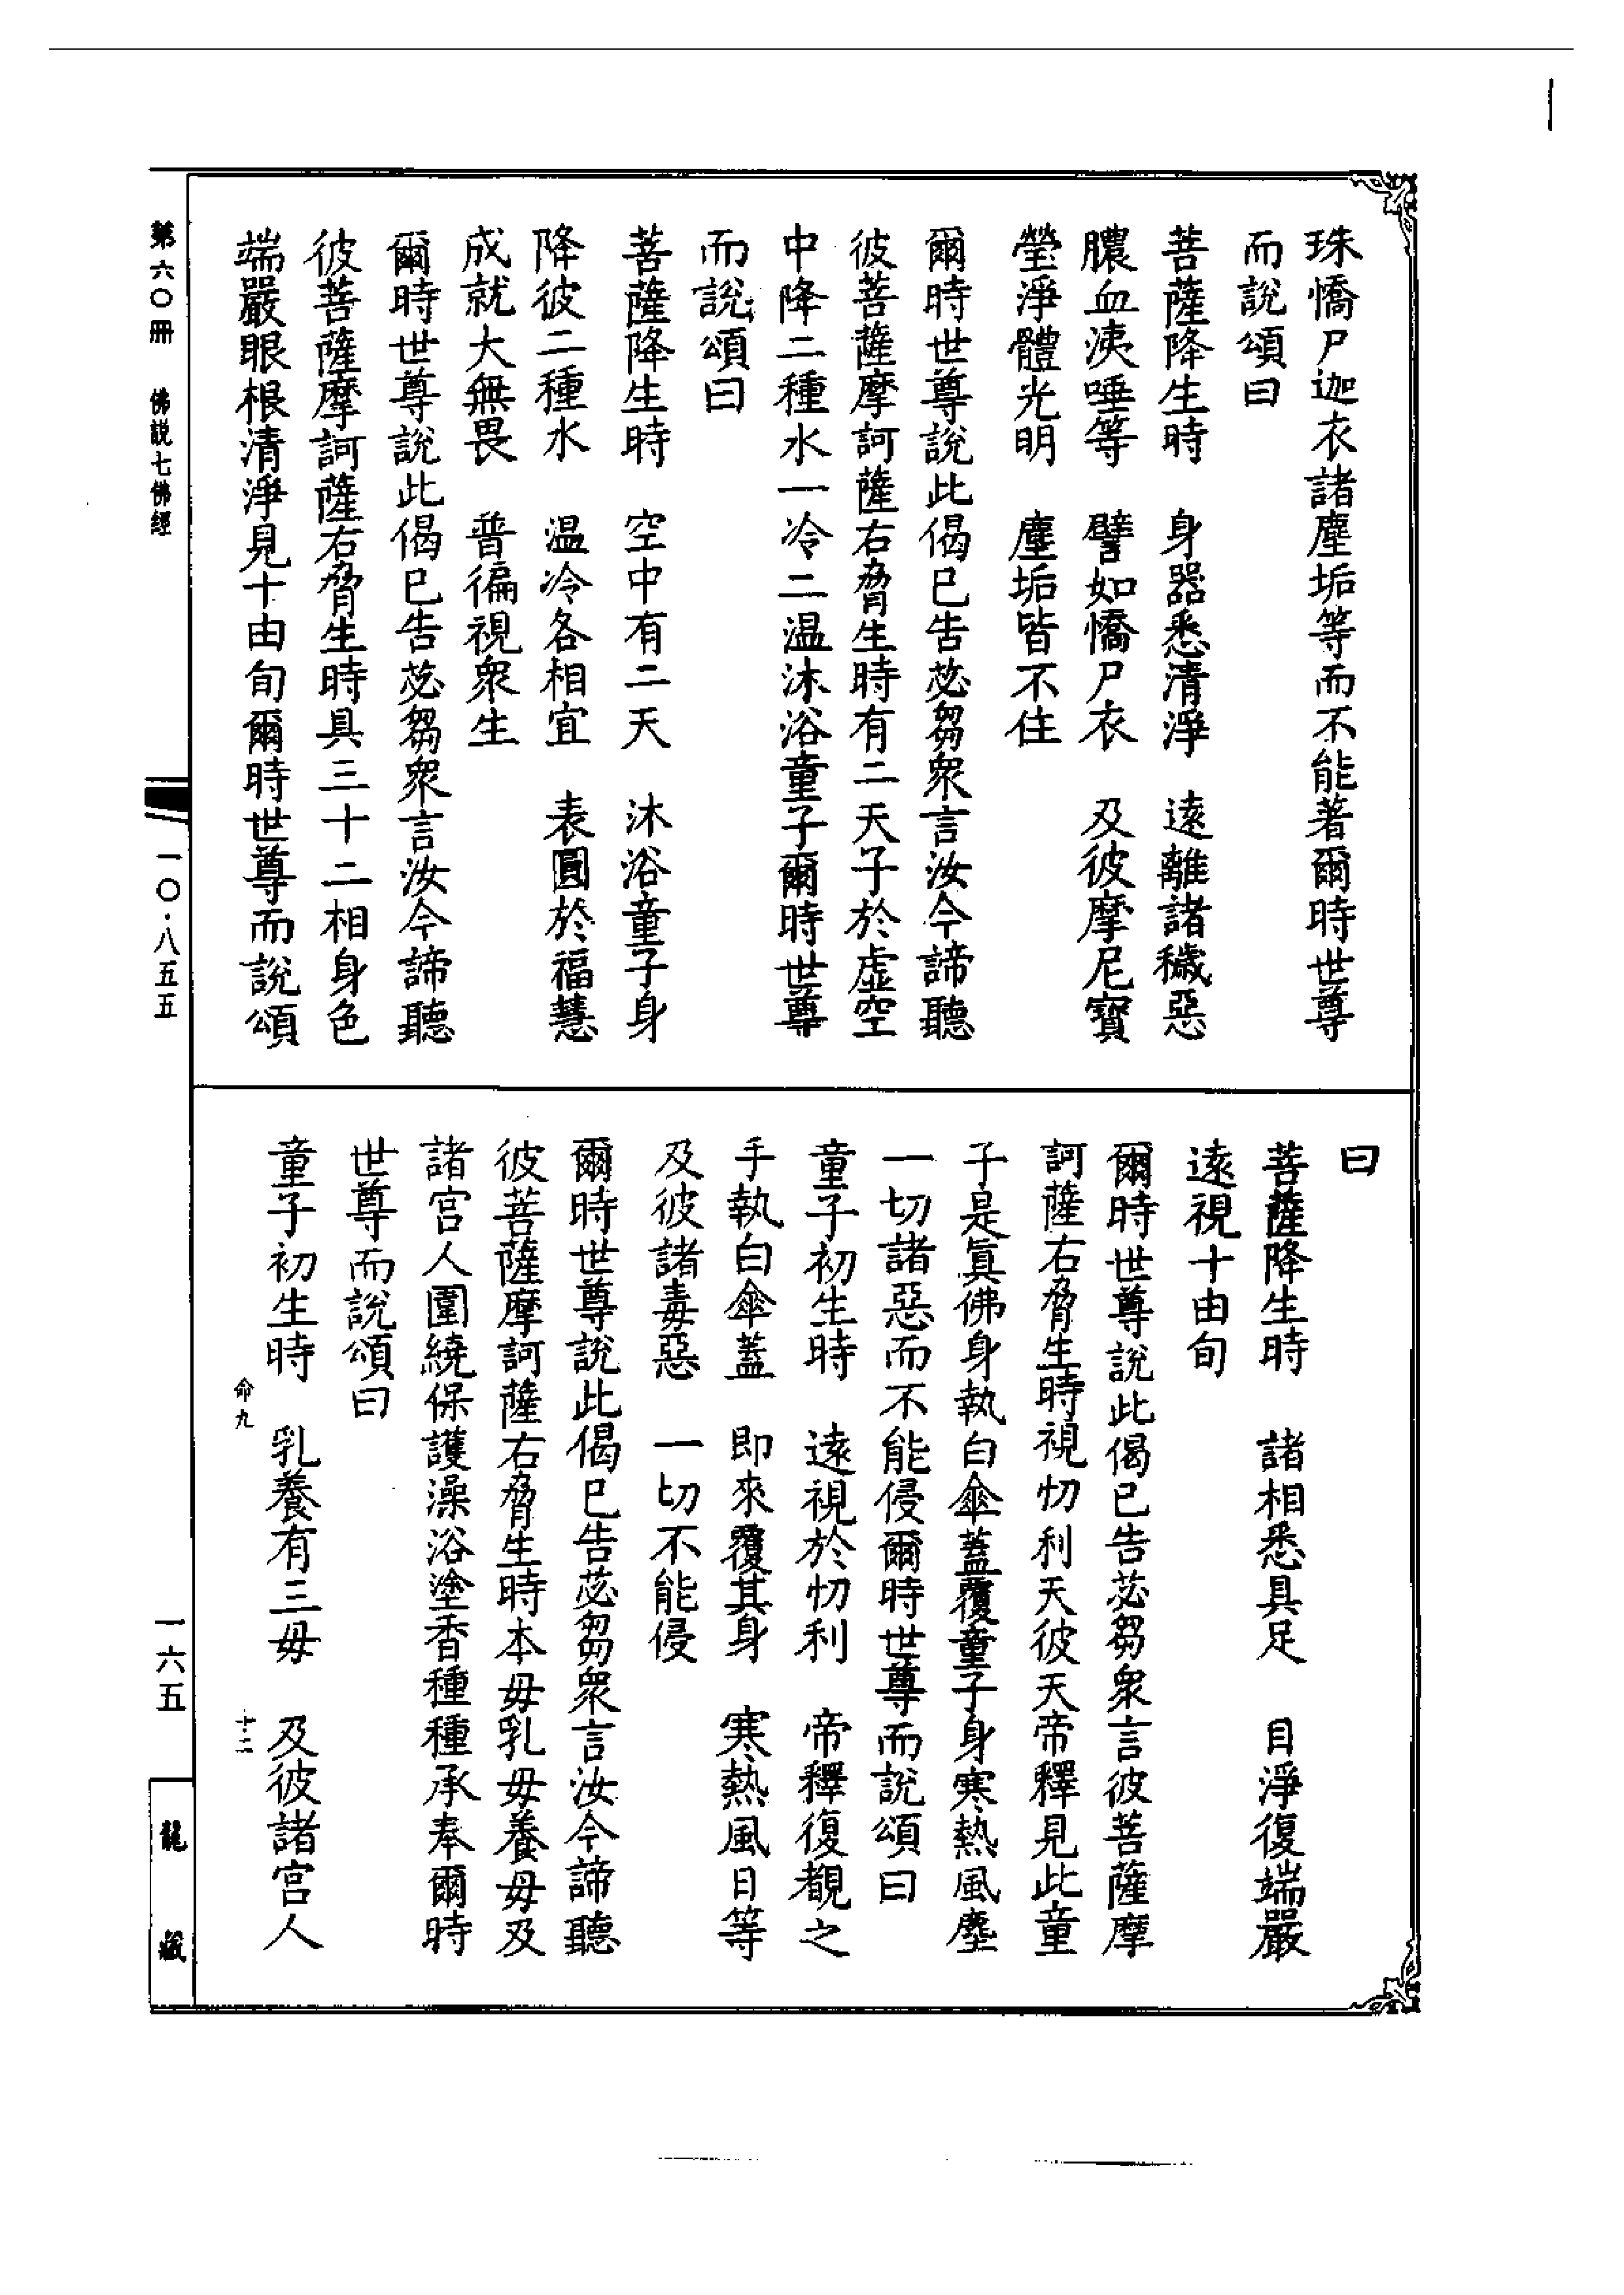 珠憍尸迦衣諸塵垢等而不能著爾時世尊
而說頌曰
菩薩降生時　身器悉清淨　遠離諸穢惡
膿血洟唾等　譬如憍尸衣　及彼摩尼寶
瑩淨體光明　塵垢皆不住
爾時世尊說此偈已告苾芻眾言汝今諦聽
彼菩薩摩訶薩右脅生時有二天子於虛空
中降二種水一冷二温沐浴童子爾時世尊
而說頌曰
菩薩降生時　空中有二天　沐浴童子身
降彼二種水　温冷各相宜　表圓於福慧
成就大無畏　普徧視眾生
爾時世尊說此偈已告苾芻眾言汝今諦聽
彼菩薩摩訶薩右脅生時具三十二相身色
端嚴眼根清淨見十由旬爾時世尊而說頌
曰
菩薩降生時　諸相悉具足　目淨復端嚴
遠視十由旬
爾時世尊說此偈已告苾芻眾言彼菩薩摩
訶薩右脅生時視忉利天彼天帝釋見此童
子是眞佛身執白傘蓋覆童子身寒熱風塵
一切諸惡而不能侵爾時世尊而說頌曰
童子初生時　遠視於忉利　帝釋復覩之
手執白傘蓋　即來覆其身　寒熱風日等
及彼諸毒惡　一切不能侵
爾時世尊說此偈已告苾芻眾言汝今諦聽
彼菩薩摩訶薩右脅生時本母乳母養母及
諸宮人圍繞保護澡浴塗香種種承奉爾時
世尊而說頌曰
童子初生時　乳養有三母　及彼諸宮人
命九　十二
第六〇冊　佛說七佛經
一〇·八五五
一六五
龍藏